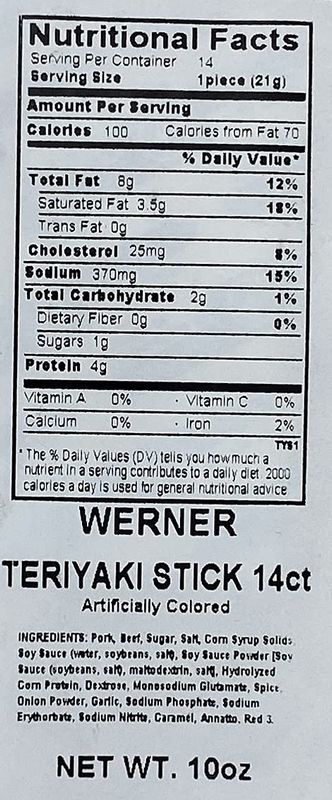 Nutritional Facts
Serving Per Container 14
Serving Size 1piece (21g)
Amount Per Serving
Calories 100 Calories from Fat 70
% Daily Value*
Total Fat 8g 12%
Saturated Fat 3.5g 18%
Trans Fat 0g
Cholesterol 25mg 8%
Sodium 370mg 15%
Total Carbohydrate 2g 1%
Dietary Fiber 0g 0%
Sugars 1g
Protein 4g
Vitamin A 0% · Vitamin C 0%
Calcium 0% · Iron 2%
TYS1
* The % Daily Values (DV) tells you howmuch a
nutrient in a serving contributes to a daily diet. 2000
calories a day is used for general nutritional advice
WERNER
TERIYAKI STICK 14ct
Artificially Colored
INGREDIENTS: Pork, Beef, Sugar, Salt, Corn Syrup Solids,
Soy Sauce (water, soybeans, salt), Soy Sauce Powder [Soy
Sauce (soybeans, salt), maltodextrin, salt], Hydrolyzed
Corn Protein, Dextrose, Monosodium Glutamate, Spice,
Onion Powder, Garlic, Sodium Phosphate, Sodium
Erythorbate, Sodium Nitrite, Caramel, Annatto, Red 3.
NET WT. 10oz